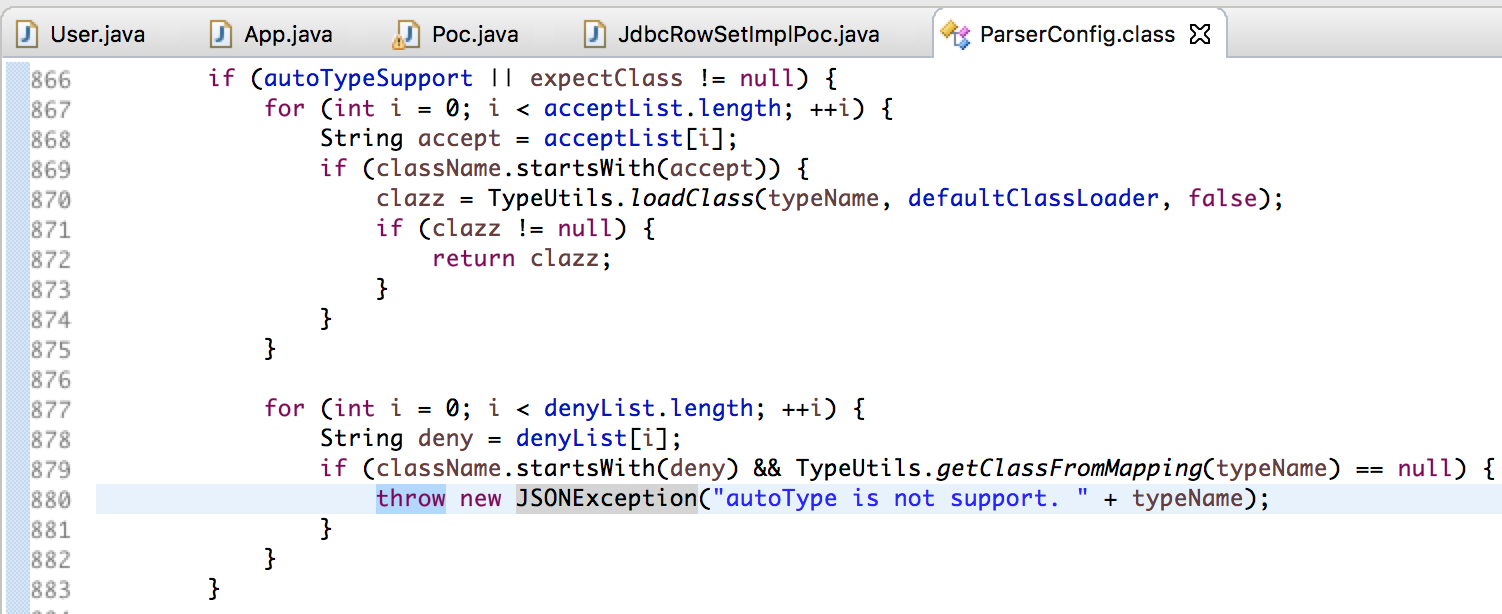 User.java App.java Poc.java JdbcRowSetImplPoc.java ParserConfig.class
866 if (autoTypeSupport || expectClass != null) {
867 for (int i = 0; i < acceptList.length; ++i) {
868 String accept = acceptList[i];
869 if (className.startsWith(accept)) {
870 clazz = TypeUtils.loadClass(typeName, defaultClassLoader, false);
871 if (clazz != null) {
872 return clazz;
873 }
874 }
875 }
876
877 for (int i = 0; i < denyList.length; ++i) {
878 String deny = denyList[i];
879 if (className.startsWith(deny) && TypeUtils.getClassFromMapping(typeName) == null) {
880 throw new JSONException("autoType is not support. " + typeName);
881 }
882 }
883 }